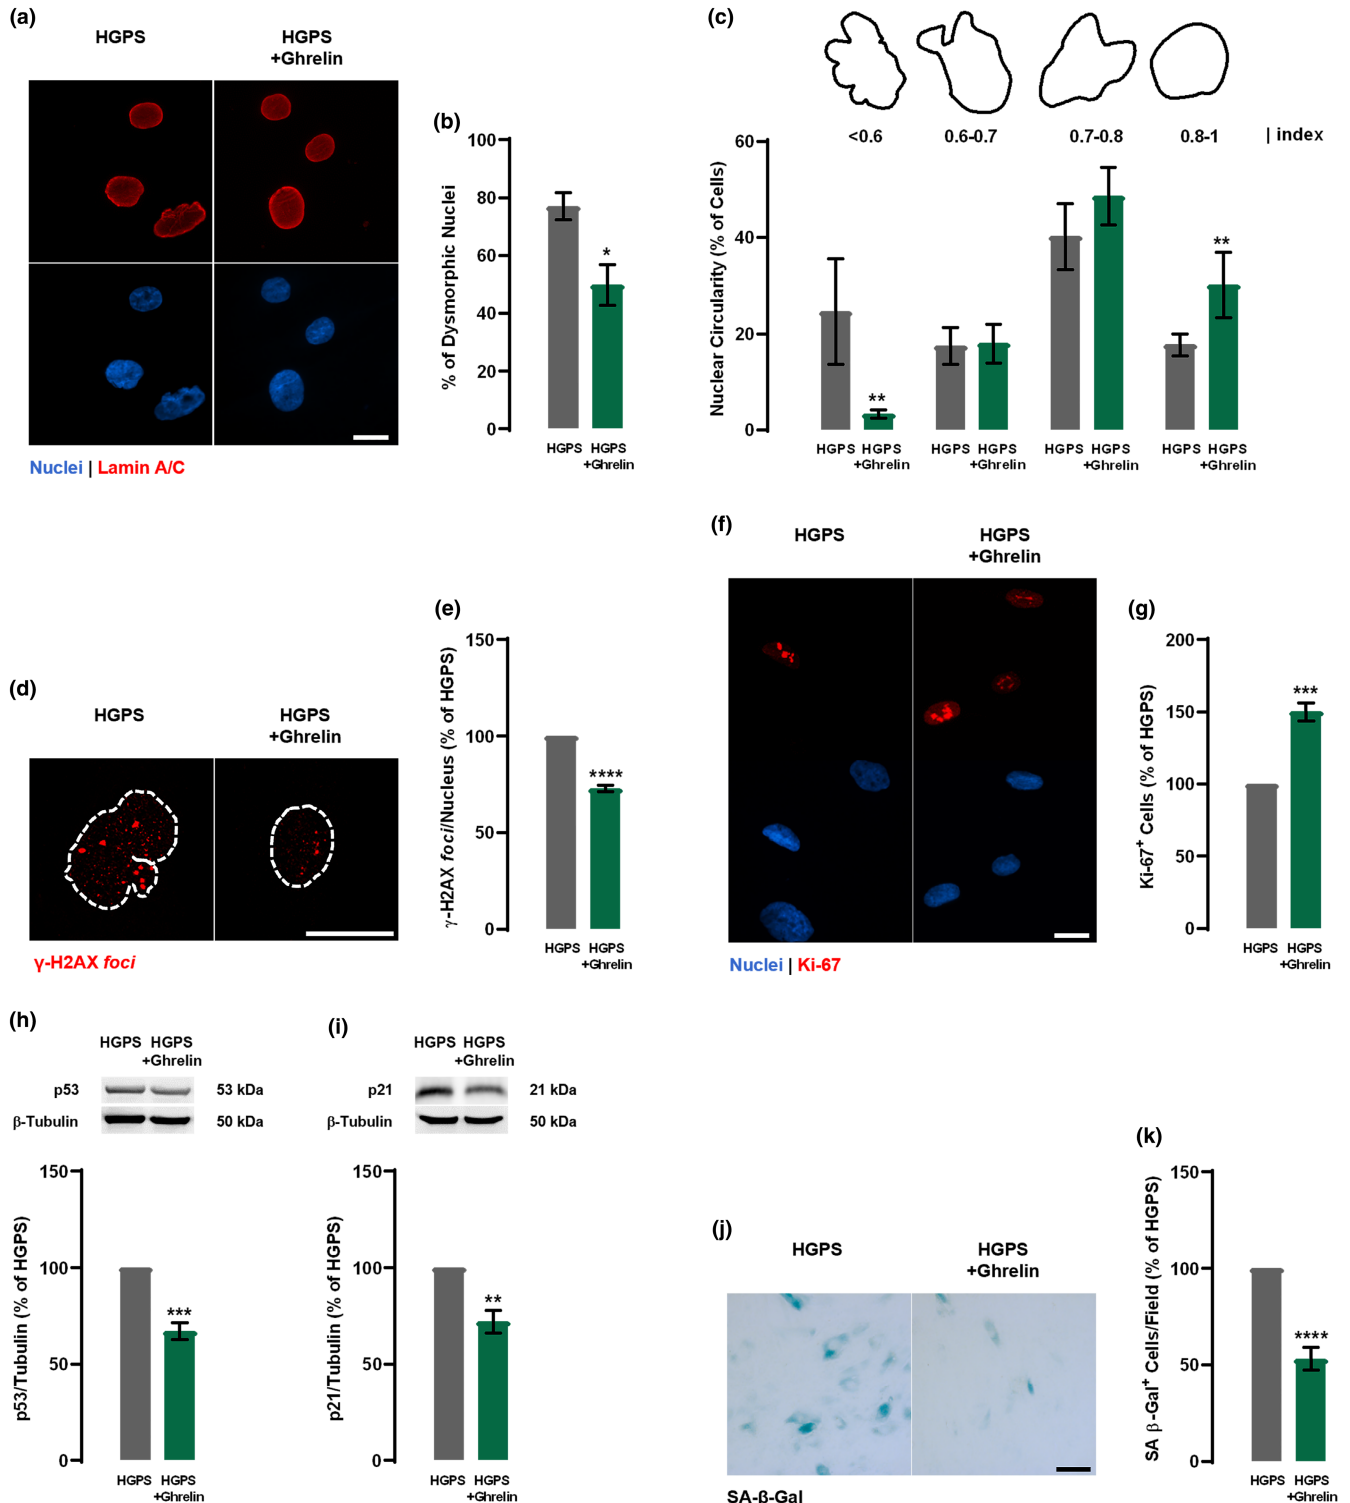 (a)
HGPS
HGPS
+Ghrelin
Nuclei | Lamin A/C
(b)
% of Dysmorphic Nuclei
100
80
60
40
20
0
*
HGPS
HGPS
+Ghrelin
(c)
<0.6
0.6-0.7
0.7-0.8
0.8-1
| index
Nuclear Circularity (% of Cells)
60
40
20
0
**
**
HGPS
HGPS
+Ghrelin
HGPS
HGPS
+Ghrelin
HGPS
HGPS
+Ghrelin
HGPS
HGPS
+Ghrelin
(d)
HGPS
HGPS
+Ghrelin
γ-H2AX foci
(e)
γ-H2AX foci/Nucleus (% of HGPS)
150
100
50
0
****
HGPS
HGPS
+Ghrelin
(f)
HGPS
HGPS
+Ghrelin
Nuclei | Ki-67
(g)
Ki-67+ Cells (% of HGPS)
200
150
100
50
0
***
HGPS
HGPS
+Ghrelin
(h)
HGPS
HGPS
+Ghrelin
p53
53 kDa
β-Tubulin
50 kDa
p53/Tubulin (% of HGPS)
150
100
50
0
***
HGPS
HGPS
+Ghrelin
(i)
HGPS
HGPS
+Ghrelin
p21
21 kDa
β-Tubulin
50 kDa
p21/Tubulin (% of HGPS)
150
100
50
0
**
HGPS
HGPS
+Ghrelin
(j)
HGPS
HGPS
+Ghrelin
SA-β-Gal
(k)
SA β-Gal+ Cells/Field (% of HGPS)
150
100
50
0
****
HGPS
HGPS
+Ghrelin